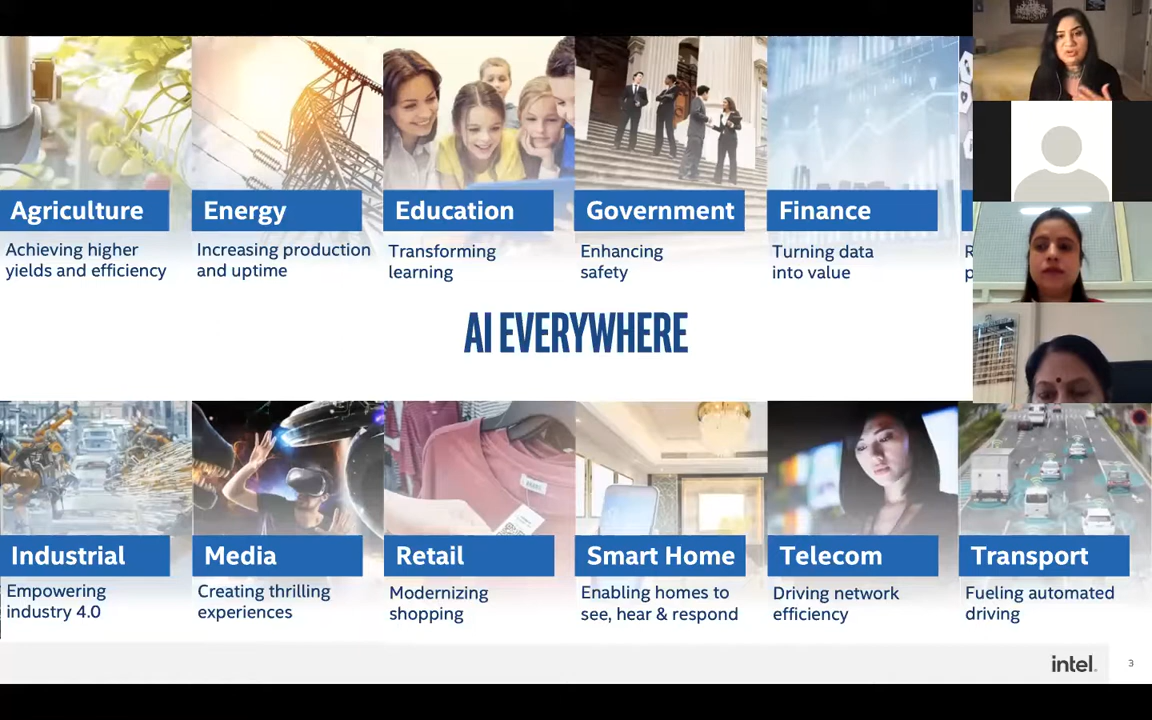 Agriculture
Achieving higher
yields and efficiency
Energy
Increasing production
and uptime
Education
Transforming
learning
Government
Enhancing
safety
Finance
Turning data
into value
AI EVERYWHERE
Industrial
Empowering
industry 4.0
Media
Creating thrilling
experiences
Retail
Modernizing
shopping
Smart Home
Enabling homes to
see, hear & respond
Telecom
Driving network
efficiency
Transport
Fueling automated
driving
intel.
3